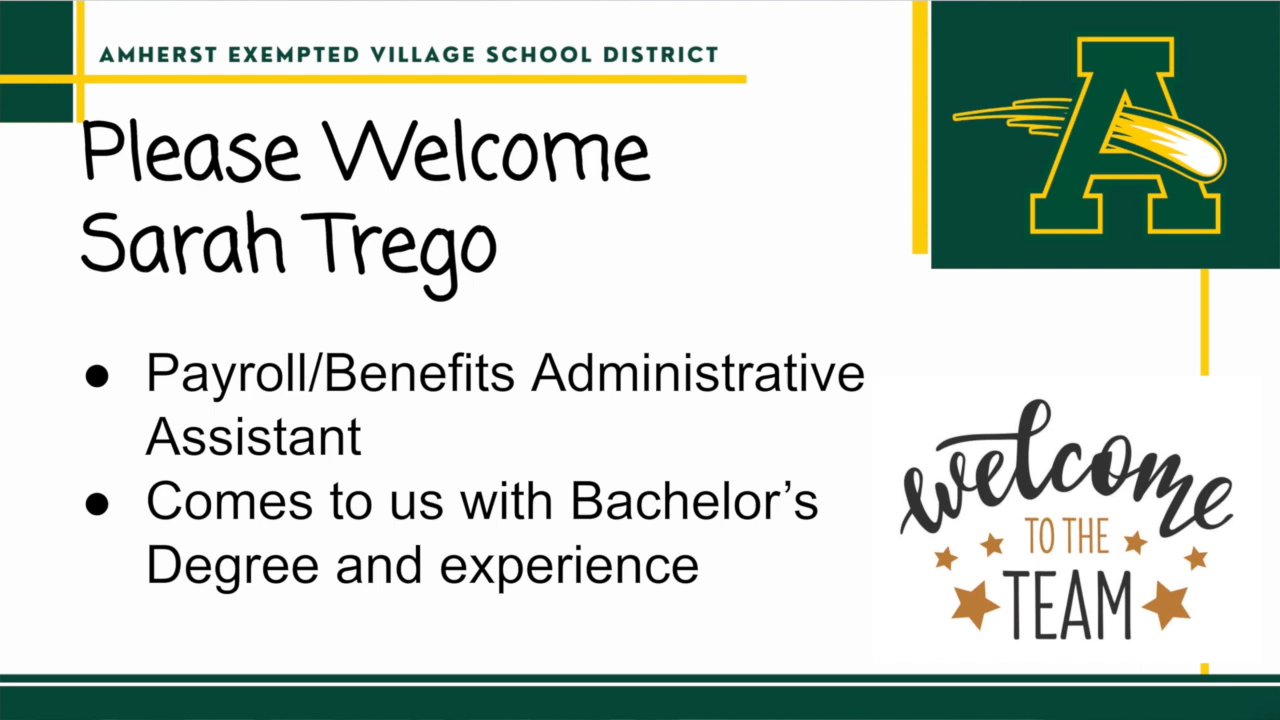 AMHERST EXEMPTED VILLAGE SCHOOL DISTRICT
A
Please Welcome
Sarah Trego
● Payroll/Benefits Administrative
Assistant
● Comes to us with Bachelor’s
Degree and experience
welcome
TO THE
TEAM